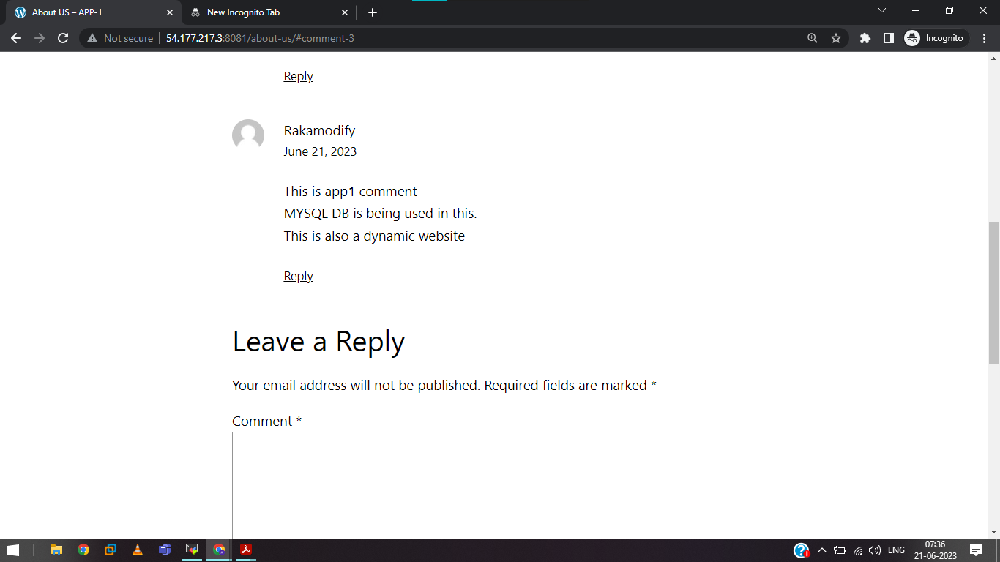 About US – APP-1
New Incognito Tab
Not secure
54.177.217.3:8081/about-us/#comment-3
Incognito
Reply
Rakamodify
June 21, 2023
This is app1 comment
MYSQL DB is being used in this.
This is also a dynamic website
Reply
Leave a Reply
Your email address will not be published. Required fields are marked *
Comment *
ENG
07:36
21-06-2023